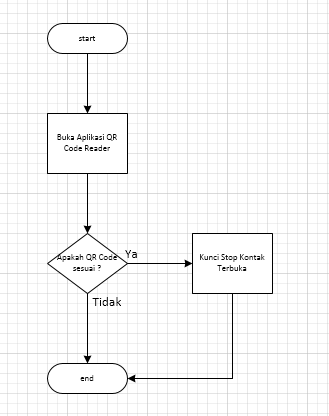 start
Buka Aplikasi QR
Code Reader
Apakah QR Code
sesuai ?
Ya
Kunci Stop Kontak
Terbuka
Tidak
end